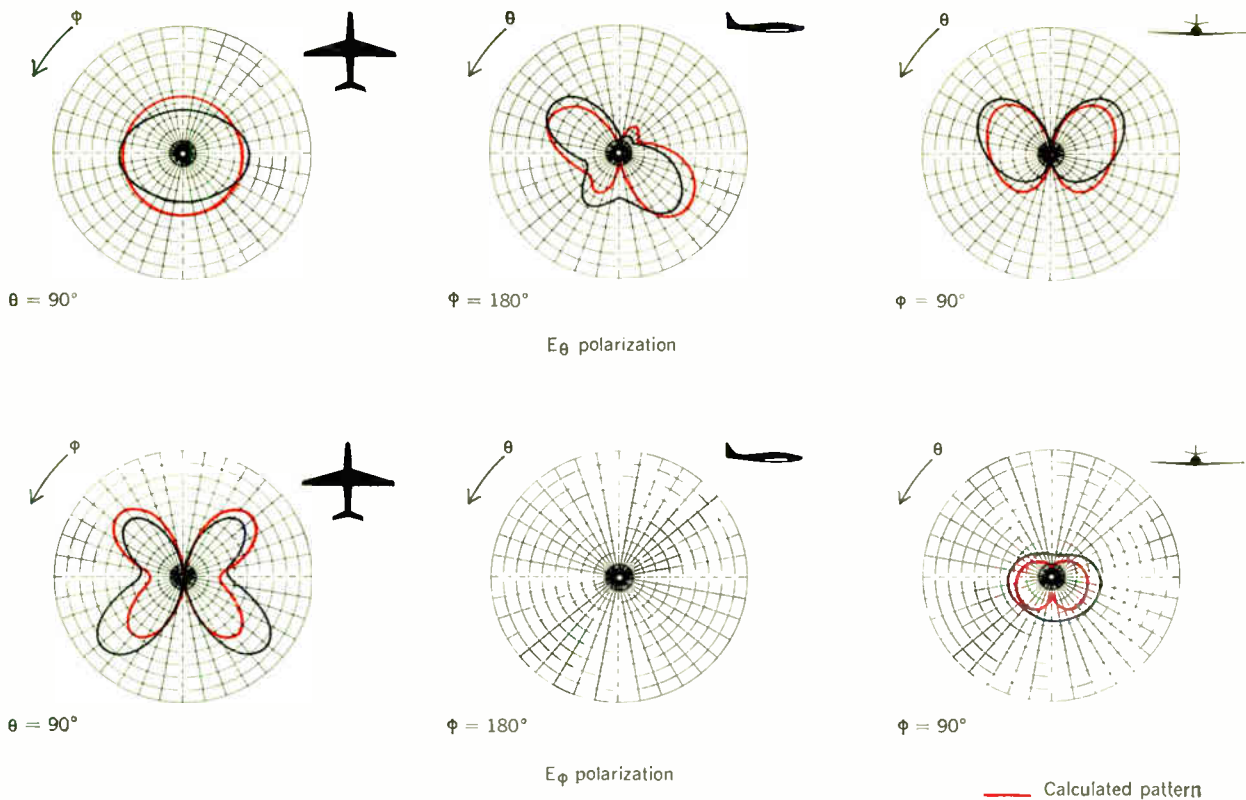 ϕ
θ
θ
θ = 90°
ϕ = 180°
ϕ = 90°
Eθ polarization
ϕ
θ
θ
θ = 90°
ϕ = 180°
ϕ = 90°
Eϕ polarization
Calculated pattern